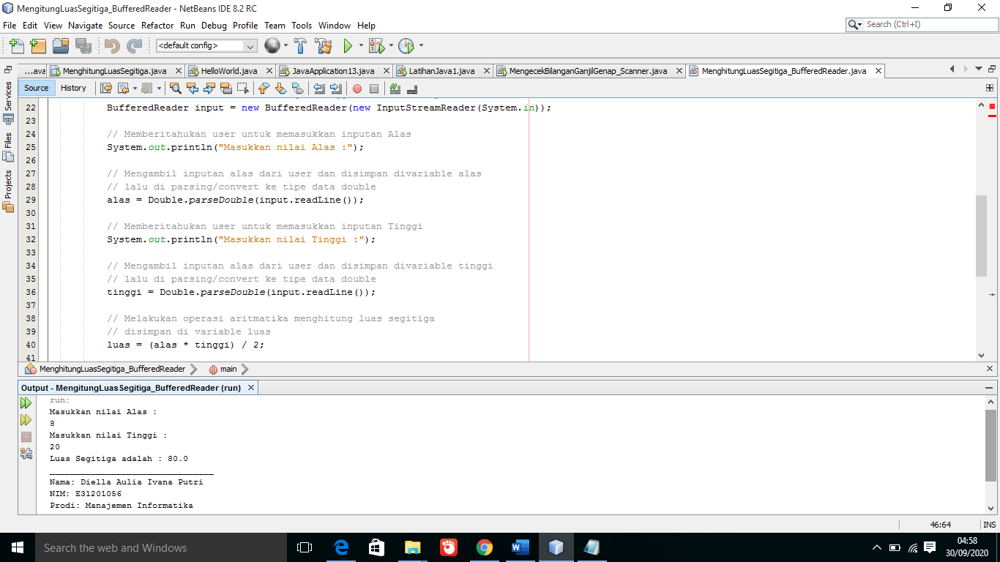 MengitungLuasSegitiga_BufferedReader - NetBeans IDE 8.2 RC
File Edit View Navigate Source Refactor Run Debug Profile Team Tools Window Help
Search (Ctrl+I)
<default config>
...ava MenghitungLuasSegitiga.java HelloWorld.java JavaApplication13.java LatihanJava1.java MengecekBilanganGanjilGenap_Scanner.java MenghitungLuasSegitiga_BufferedReader.java
Services
Files
Projects
Source History
22 BufferedReader input = new BufferedReader(new InputStreamReader(System.in));
23
24 // Memberitahukan user untuk memasukkan inputan Alas
25 System.out.println("Masukkan nilai Alas :");
26
27 // Mengambil inputan alas dari user dan disimpan divariable alas
28 // lalu di parsing/convert ke tipe data double
29 alas = Double.parseDouble(input.readLine());
30
31 // Memberitahukan user untuk memasukkan inputan Tinggi
32 System.out.println("Masukkan nilai Tinggi :");
33
34 // Mengambil inputan alas dari user dan disimpan divariable tinggi
35 // lalu di parsing/convert ke tipe data double
36 tinggi = Double.parseDouble(input.readLine());
37
38 // Melakukan operasi aritmatika menghitung luas segitiga
39 // disimpan di variable luas
40 luas = (alas * tinggi) / 2;
41
MenghitungLuasSegitiga_BufferedReader main
Output - MengitungLuasSegitiga_BufferedReader (run)
run:
Masukkan nilai Alas :
8
Masukkan nilai Tinggi :
20
Luas Segitiga adalah : 80.0
________________________________
Nama: Diella Aulia Ivana Putri
NIM: E31201056
Prodi: Manajemen Informatika
46:64 INS
Search the web and Windows
04:58
30/09/2020